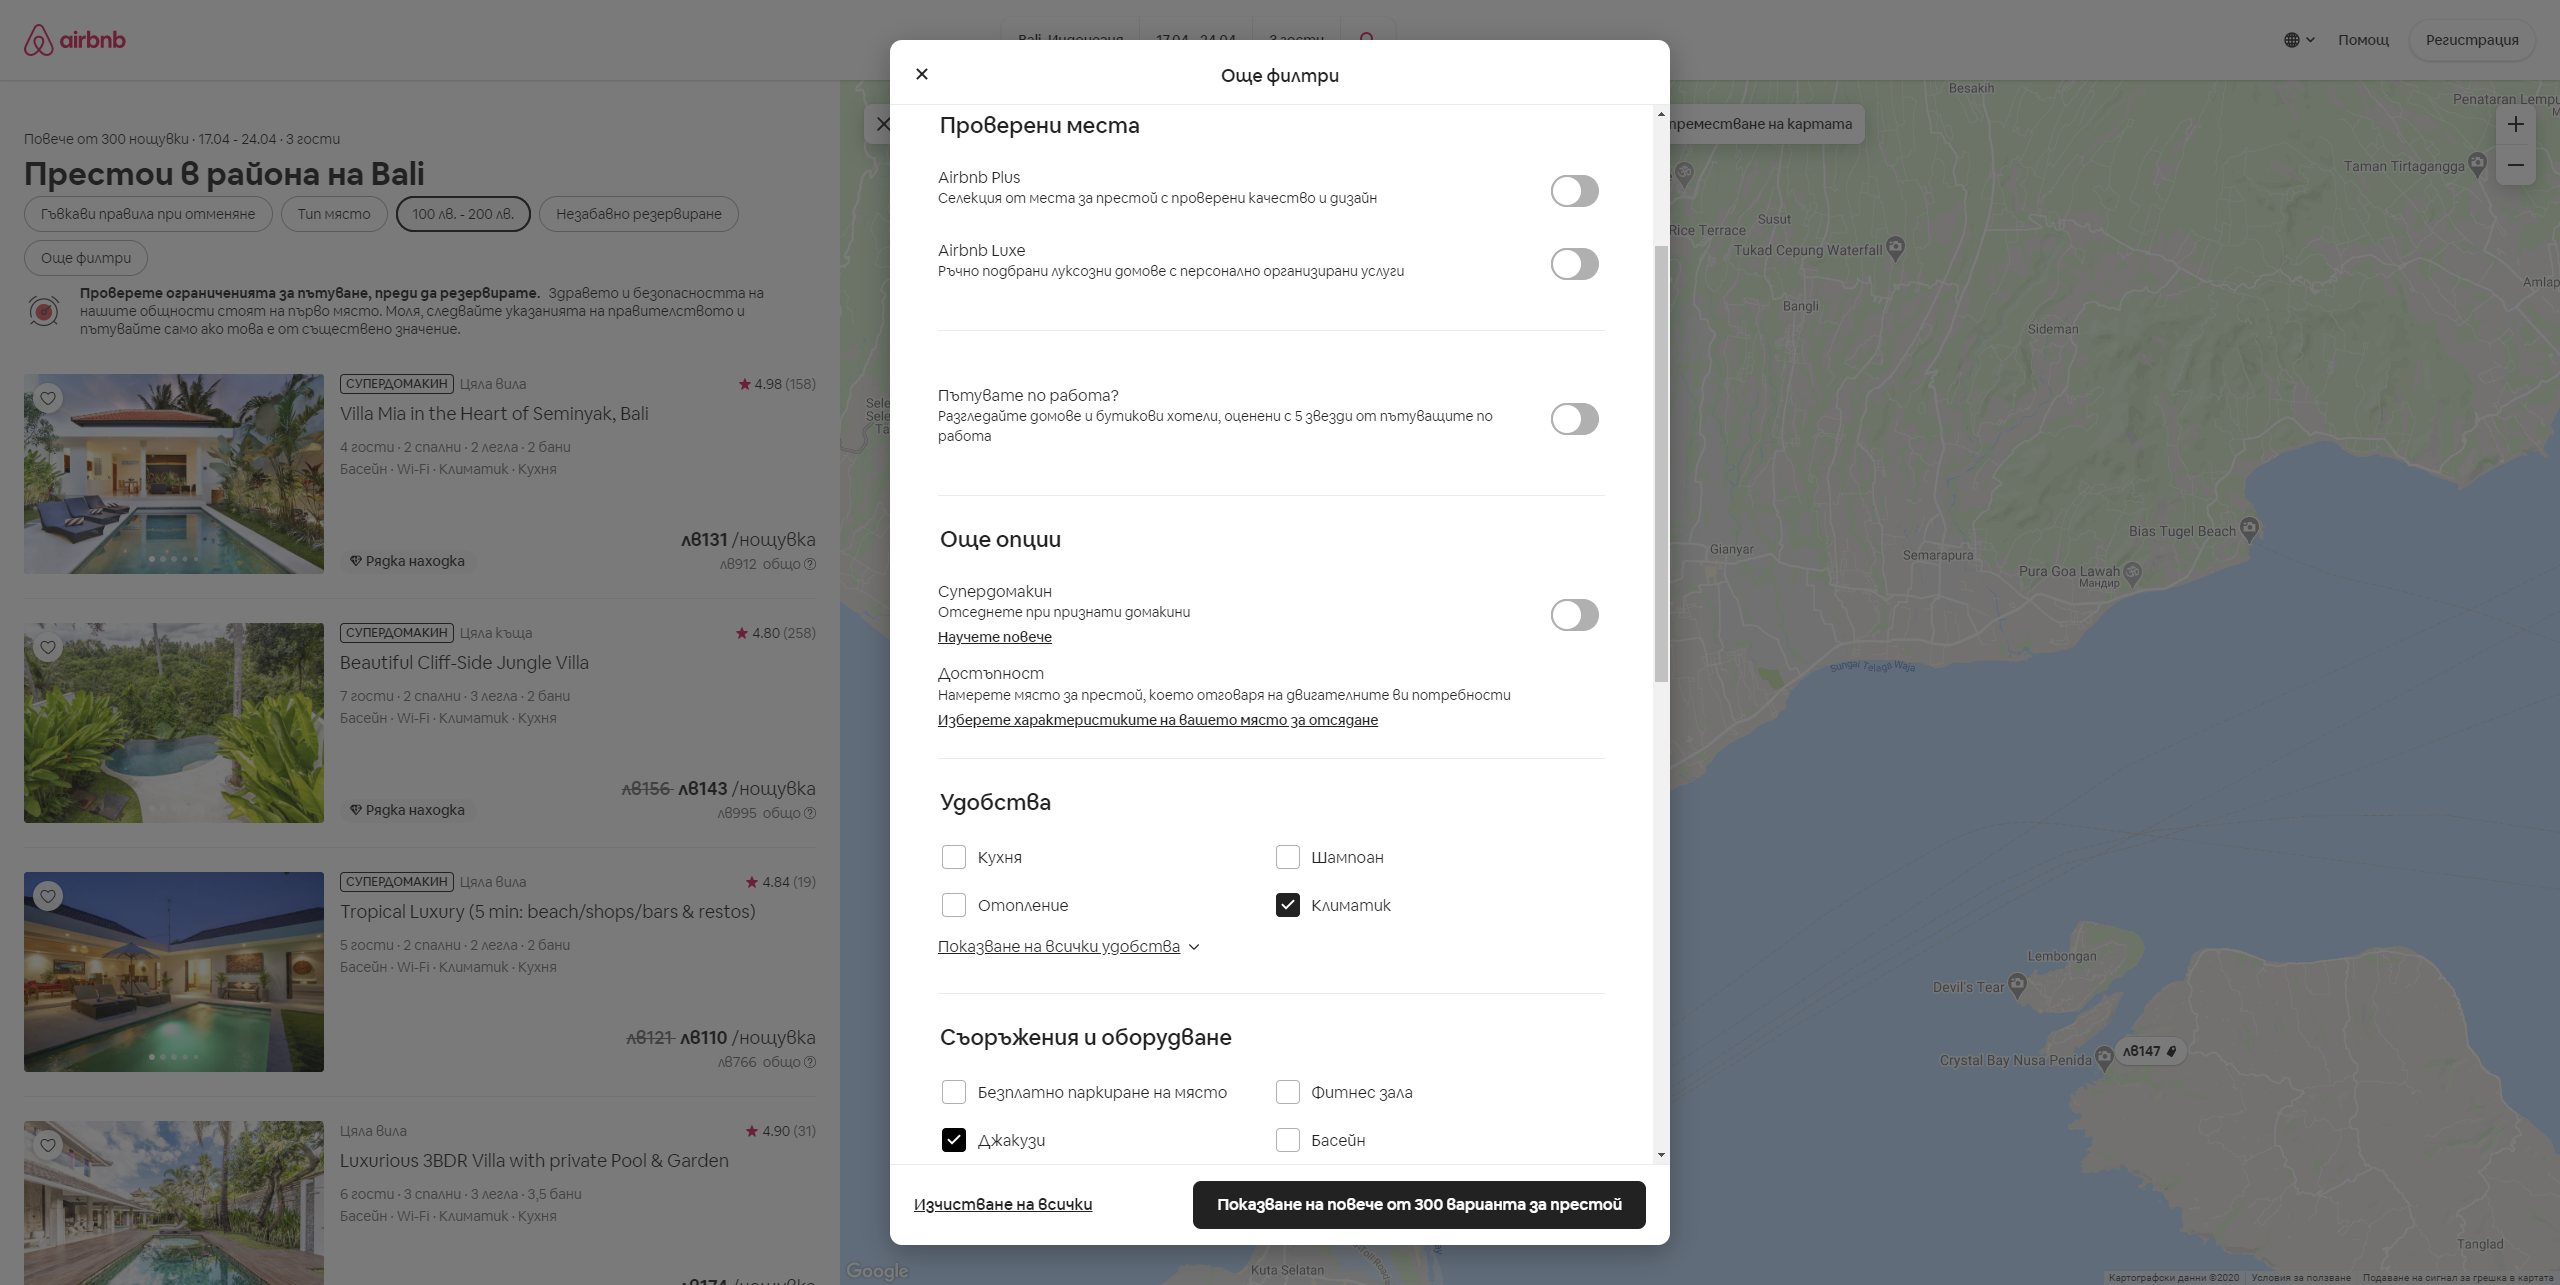 airbnb
Bali, Индонезия
17.04 - 24.04
3 гости
Помощ
Регистрация
Повече от 300 нощувки · 17.04 - 24.04 · 3 гости
Престои в района на Bali
Гъвкави правила при отменяне
Тип място
100 лв. - 200 лв.
Незабавно резервиране
Още филтри
Проверете ограниченията за пътуване, преди да резервирате. Здравето и безопасността на
нашите общности стоят на първо място. Моля, следвайте указанията на правителството и
пътувайте само ако това е от съществено значение.
СУПЕРДОМАКИН Цяла вила
4.98 (158)
Villa Mia in the Heart of Seminyak, Bali
4 гости · 2 спални · 2 легла · 2 бани
Басейн · Wi-Fi · Климатик · Кухня
Рядка находка
лв131 /нощувка
лв912 общо
СУПЕРДОМАКИН Цяла къща
4.80 (258)
Beautiful Cliff-Side Jungle Villa
7 гости · 2 спални · 3 легла · 2 бани
Басейн · Wi-Fi · Климатик · Кухня
Рядка находка
лв156 лв143 /нощувка
лв995 общо
СУПЕРДОМАКИН Цяла вила
4.84 (19)
Tropical Luxury (5 min: beach/shops/bars & restos)
5 гости · 2 спални · 2 легла · 2 бани
Басейн · Wi-Fi · Климатик · Кухня
лв121 лв110 /нощувка
лв766 общо
Цяла вила
4.90 (31)
Luxurious 3BDR Villa with private Pool & Garden
6 гости · 3 спални · 3 легла · 3,5 бани
Басейн · Wi-Fi · Климатик · Кухня
лв174 /нощувка
Още филтри
Проверени места
Airbnb Plus
Селекция от места за престой с проверени качество и дизайн
Airbnb Luxe
Ръчно подбрани луксозни домове с персонално организирани услуги
Пътувате по работа?
Разгледайте домове и бутикови хотели, оценени с 5 звезди от пътуващите по
работа
Още опции
Супердомакин
Отседнете при признати домакини
Научете повече
Достъпност
Намерете място за престой, което отговаря на двигателните ви потребности
Изберете характеристиките на вашето място за отсядане
Удобства
Кухня
Шампоан
Отопление
Климатик
Показване на всички удобства
Съоръжения и оборудване
Безплатно паркиране на място
Фитнес зала
Джакузи
Басейн
Изчистване на всички
Показване на повече от 300 варианта за престой
преместване на картата
Besakih
Taman Tirtagangga
Susut
Rice Terrace
Tukad Cepung Waterfall
Bangli
Sideman
Bias Tugel Beach
Gianyar
Semarapura
Pura Goa Lawah
Мандир
Sungai Telaga Waja
Lembongan
Devil's Tear
Crystal Bay Nusa Penida
лв147
Tanglad
Kuta Selatan
Google
Картографски данни ©2020
Условия за ползване
Подаване на сигнал за грешка в картата